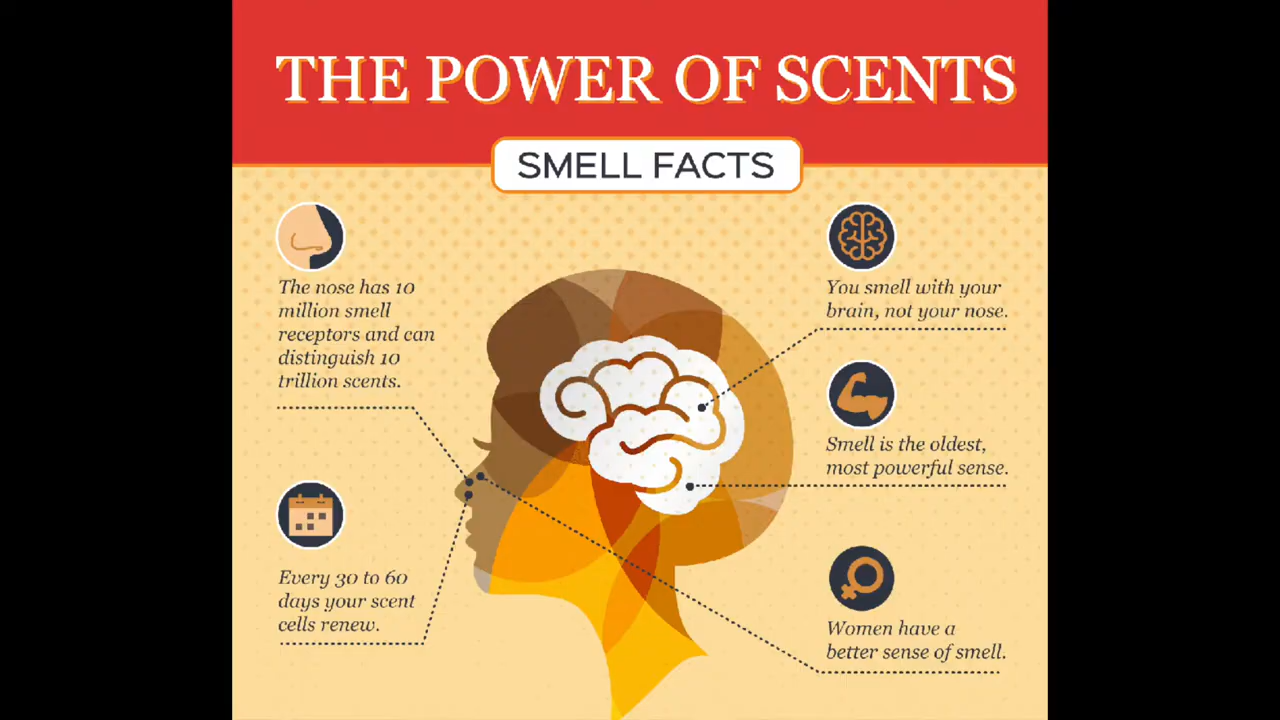 THE POWER OF SCENTS
SMELL FACTS
The nose has 10
million smell
receptors and can
distinguish 10
trillion scents.
Every 30 to 60
days your scent
cells renew.
You smell with your
brain, not your nose.
Smell is the oldest,
most powerful sense.
Women have a
better sense of smell.